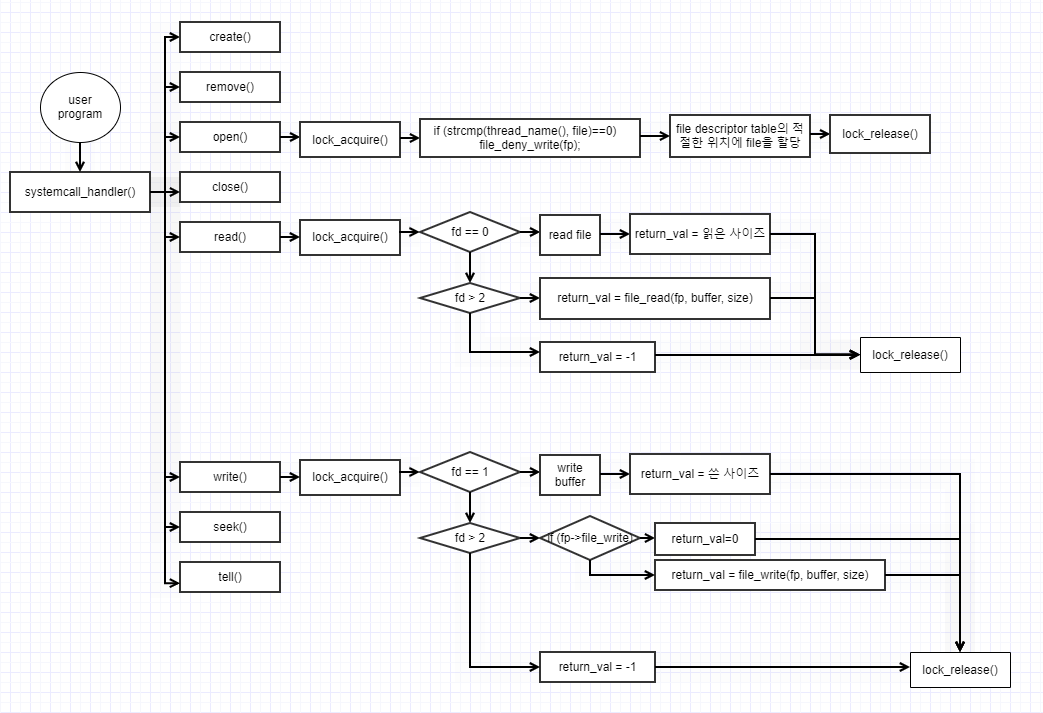 create()
user
program
remove()
open()
lock_acquire()
if (strcmp(thread_name(), file)==0)
file_deny_write(fp);
file descriptor table의 적
절한 위치에 file을 할당
lock_release()
systemcall_handler()
close()
read()
lock_acquire()
fd == 0
read file
return_val = 읽은 사이즈
fd > 2
return_val = file_read(fp, buffer, size)
return_val = -1
lock_release()
write()
lock_acquire()
fd == 1
write
buffer
return_val = 쓴 사이즈
seek()
fd > 2
if (fp->file_write)
return_val=0
tell()
return_val = file_write(fp, buffer, size)
return_val = -1
lock_release()